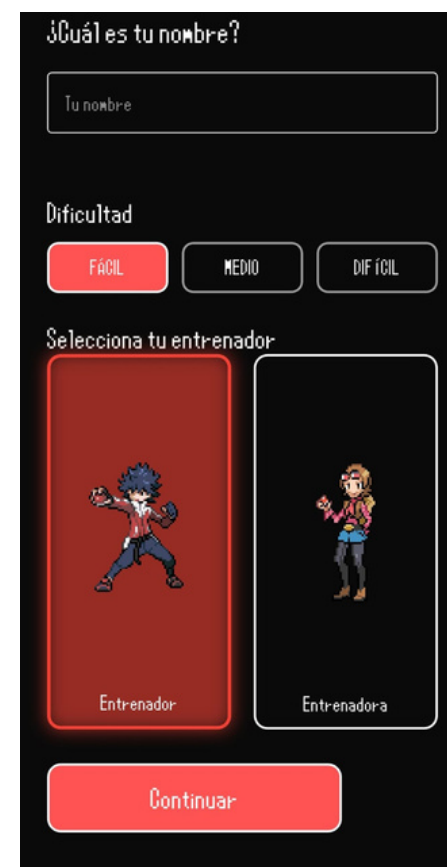 ¿Cuál es tu nombre?
Tu nombre
Dificultad
FÁCIL MEDIO DIFÍCIL
Selecciona tu entrenador
Entrenador Entrenadora
Continuar